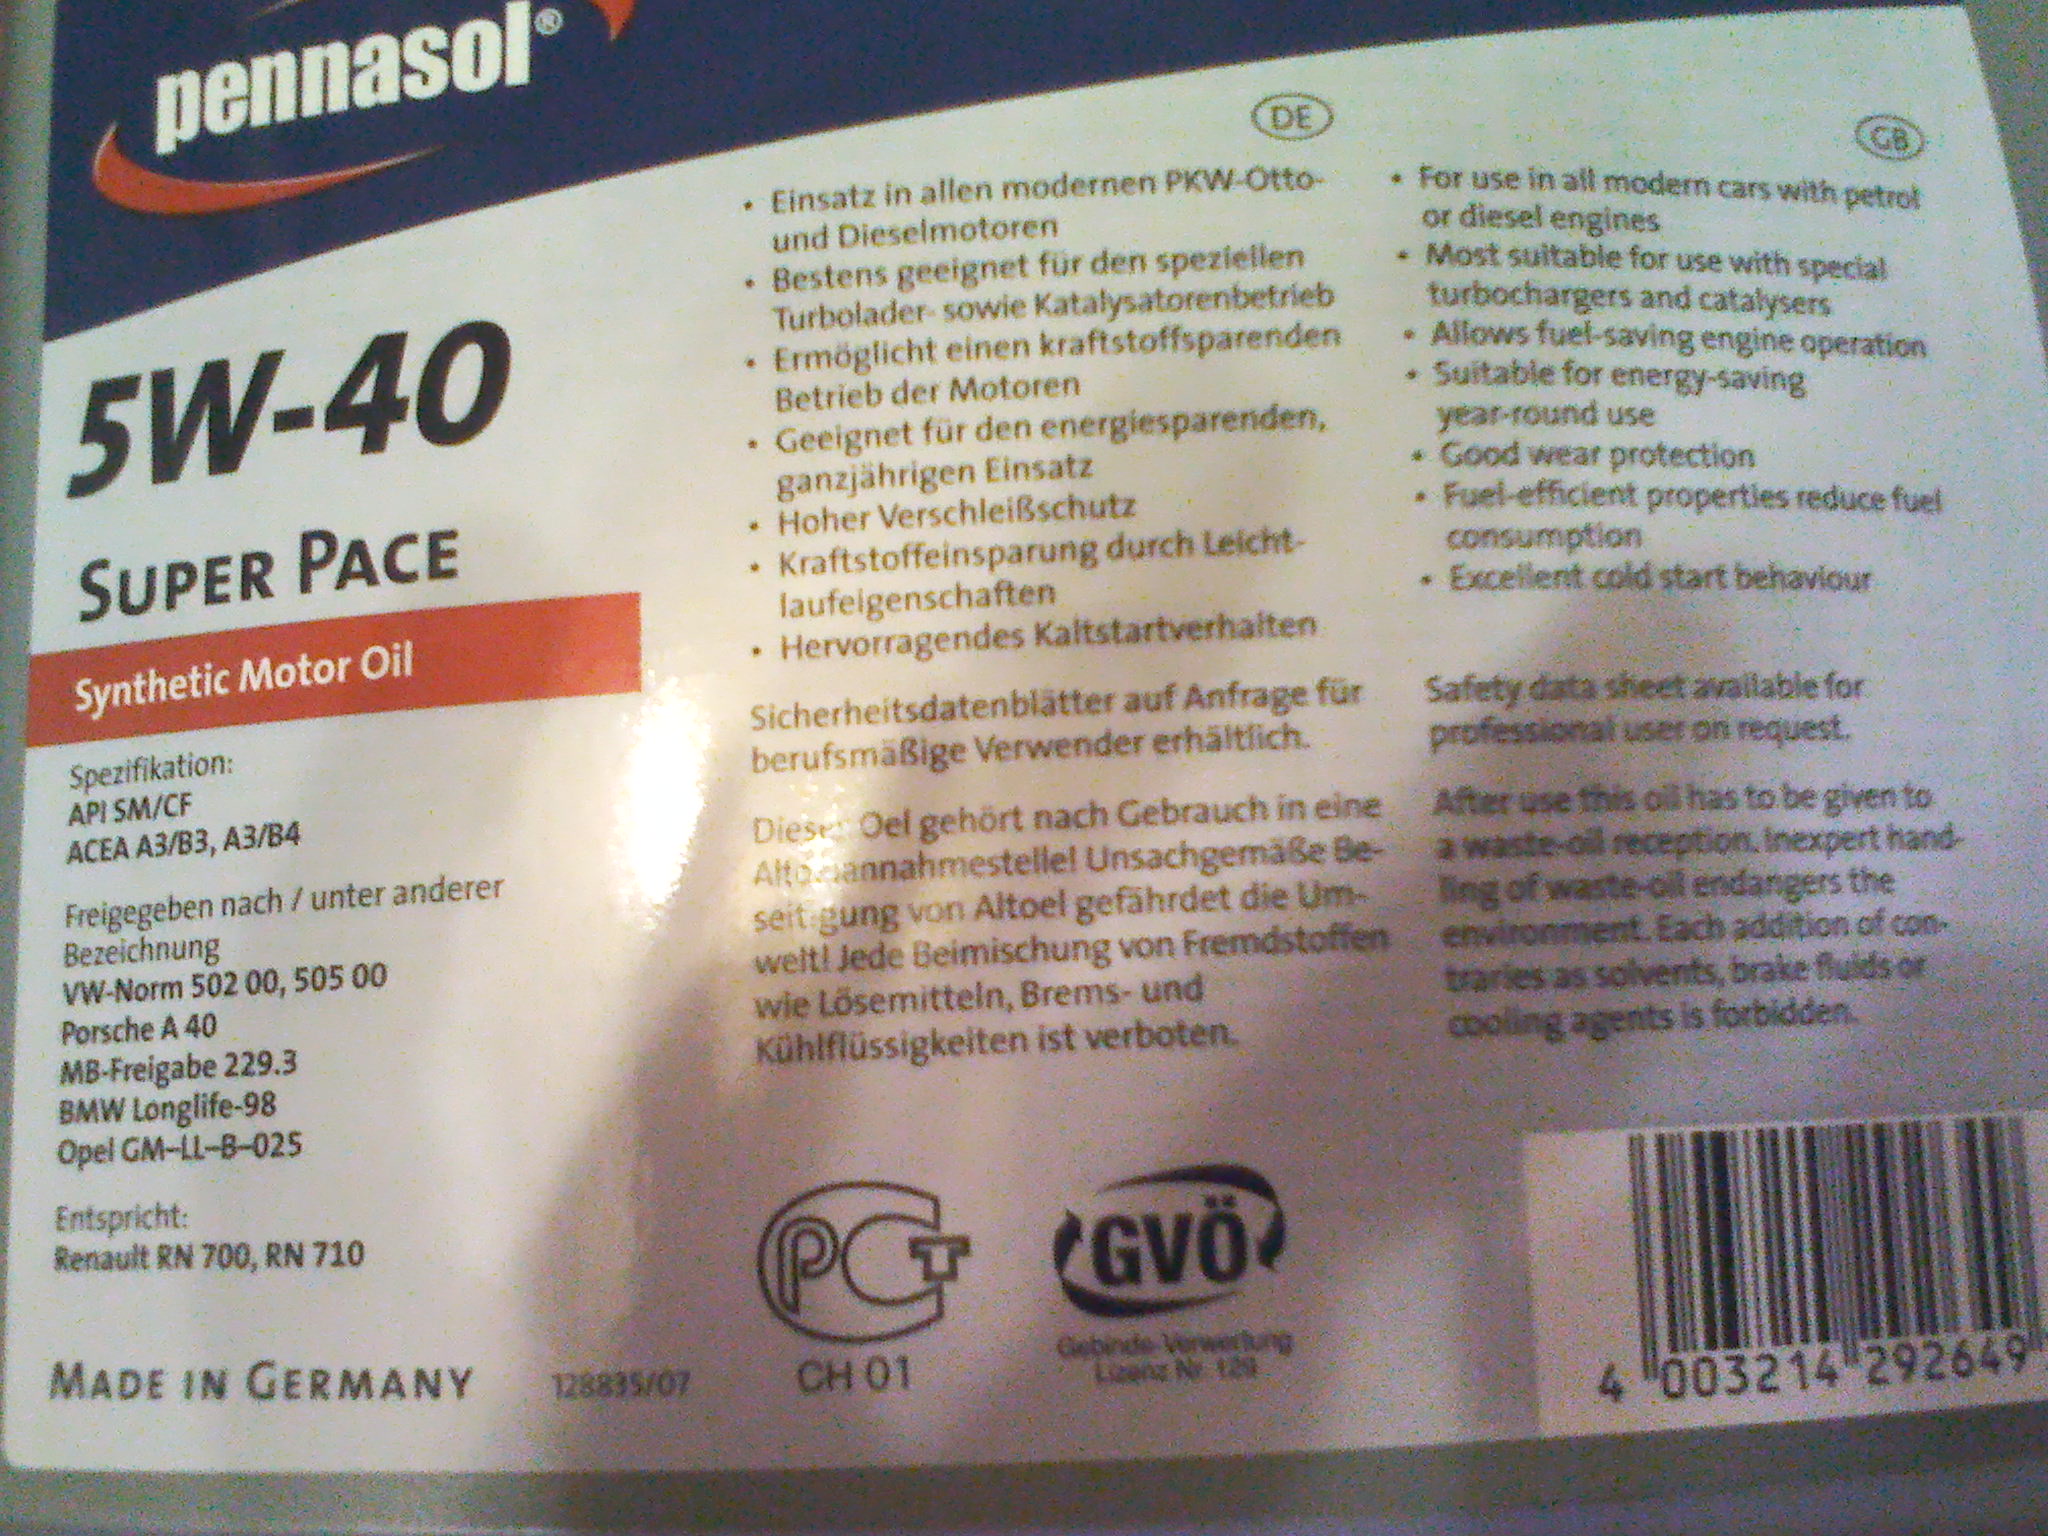 pennasol®
5W-40
SUPER PACE
Synthetic Motor Oil
Spezifikation:
API SM/CF
ACEA A3/B3, A3/B4
Freigegeben nach / unter anderer
Bezeichnung
VW-Norm 502 00, 505 00
Porsche A 40
MB-Freigabe 229.3
BMW Longlife-98
Opel GM-LL-B-025
Entspricht:
Renault RN 700, RN 710
MADE IN GERMANY
128835/07
DE
• Einsatz in allen modernen PKW-Otto-
und Dieselmotoren
• Bestens geeignet für den speziellen
Turbolader- sowie Katalysatorenbetrieb
• Ermöglicht einen kraftstoffsparenden
Betrieb der Motoren
• Geeignet für den energiesparenden,
ganzjährigen Einsatz
• Hoher Verschleißschutz
• Kraftstoffeinsparung durch Leicht-
laufeigenschaften
• Hervorragendes Kaltstartverhalten
Sicherheitsdatenblätter auf Anfrage für
berufsmäßige Verwender erhältlich.
Dieses Oel gehört nach Gebrauch in eine
Altoelannahmestelle! Unsachgemäße Be-
seitigung von Altoel gefährdet die Um-
welt! Jede Beimischung von Fremdstoffen
wie Lösemitteln, Brems- und
Kühlflüssigkeiten ist verboten.
GB
• For use in all modern cars with petrol
or diesel engines
• Most suitable for use with special
turbochargers and catalysers
• Allows fuel-saving engine operation
• Suitable for energy-saving
year-round use
• Good wear protection
• Fuel-efficient properties reduce fuel
consumption
• Excellent cold start behaviour
Safety data sheet available for
professional user on request.
After use this oil has to be given to
a waste-oil reception. Inexpert hand-
ling of waste-oil endangers the
environment. Each addition of con-
traries as solvents, brake fluids or
cooling agents is forbidden.
PCT
CH 01
GVÖ
Gebinde-Verwertung
Lizenz Nr. 129
4 003214 292649